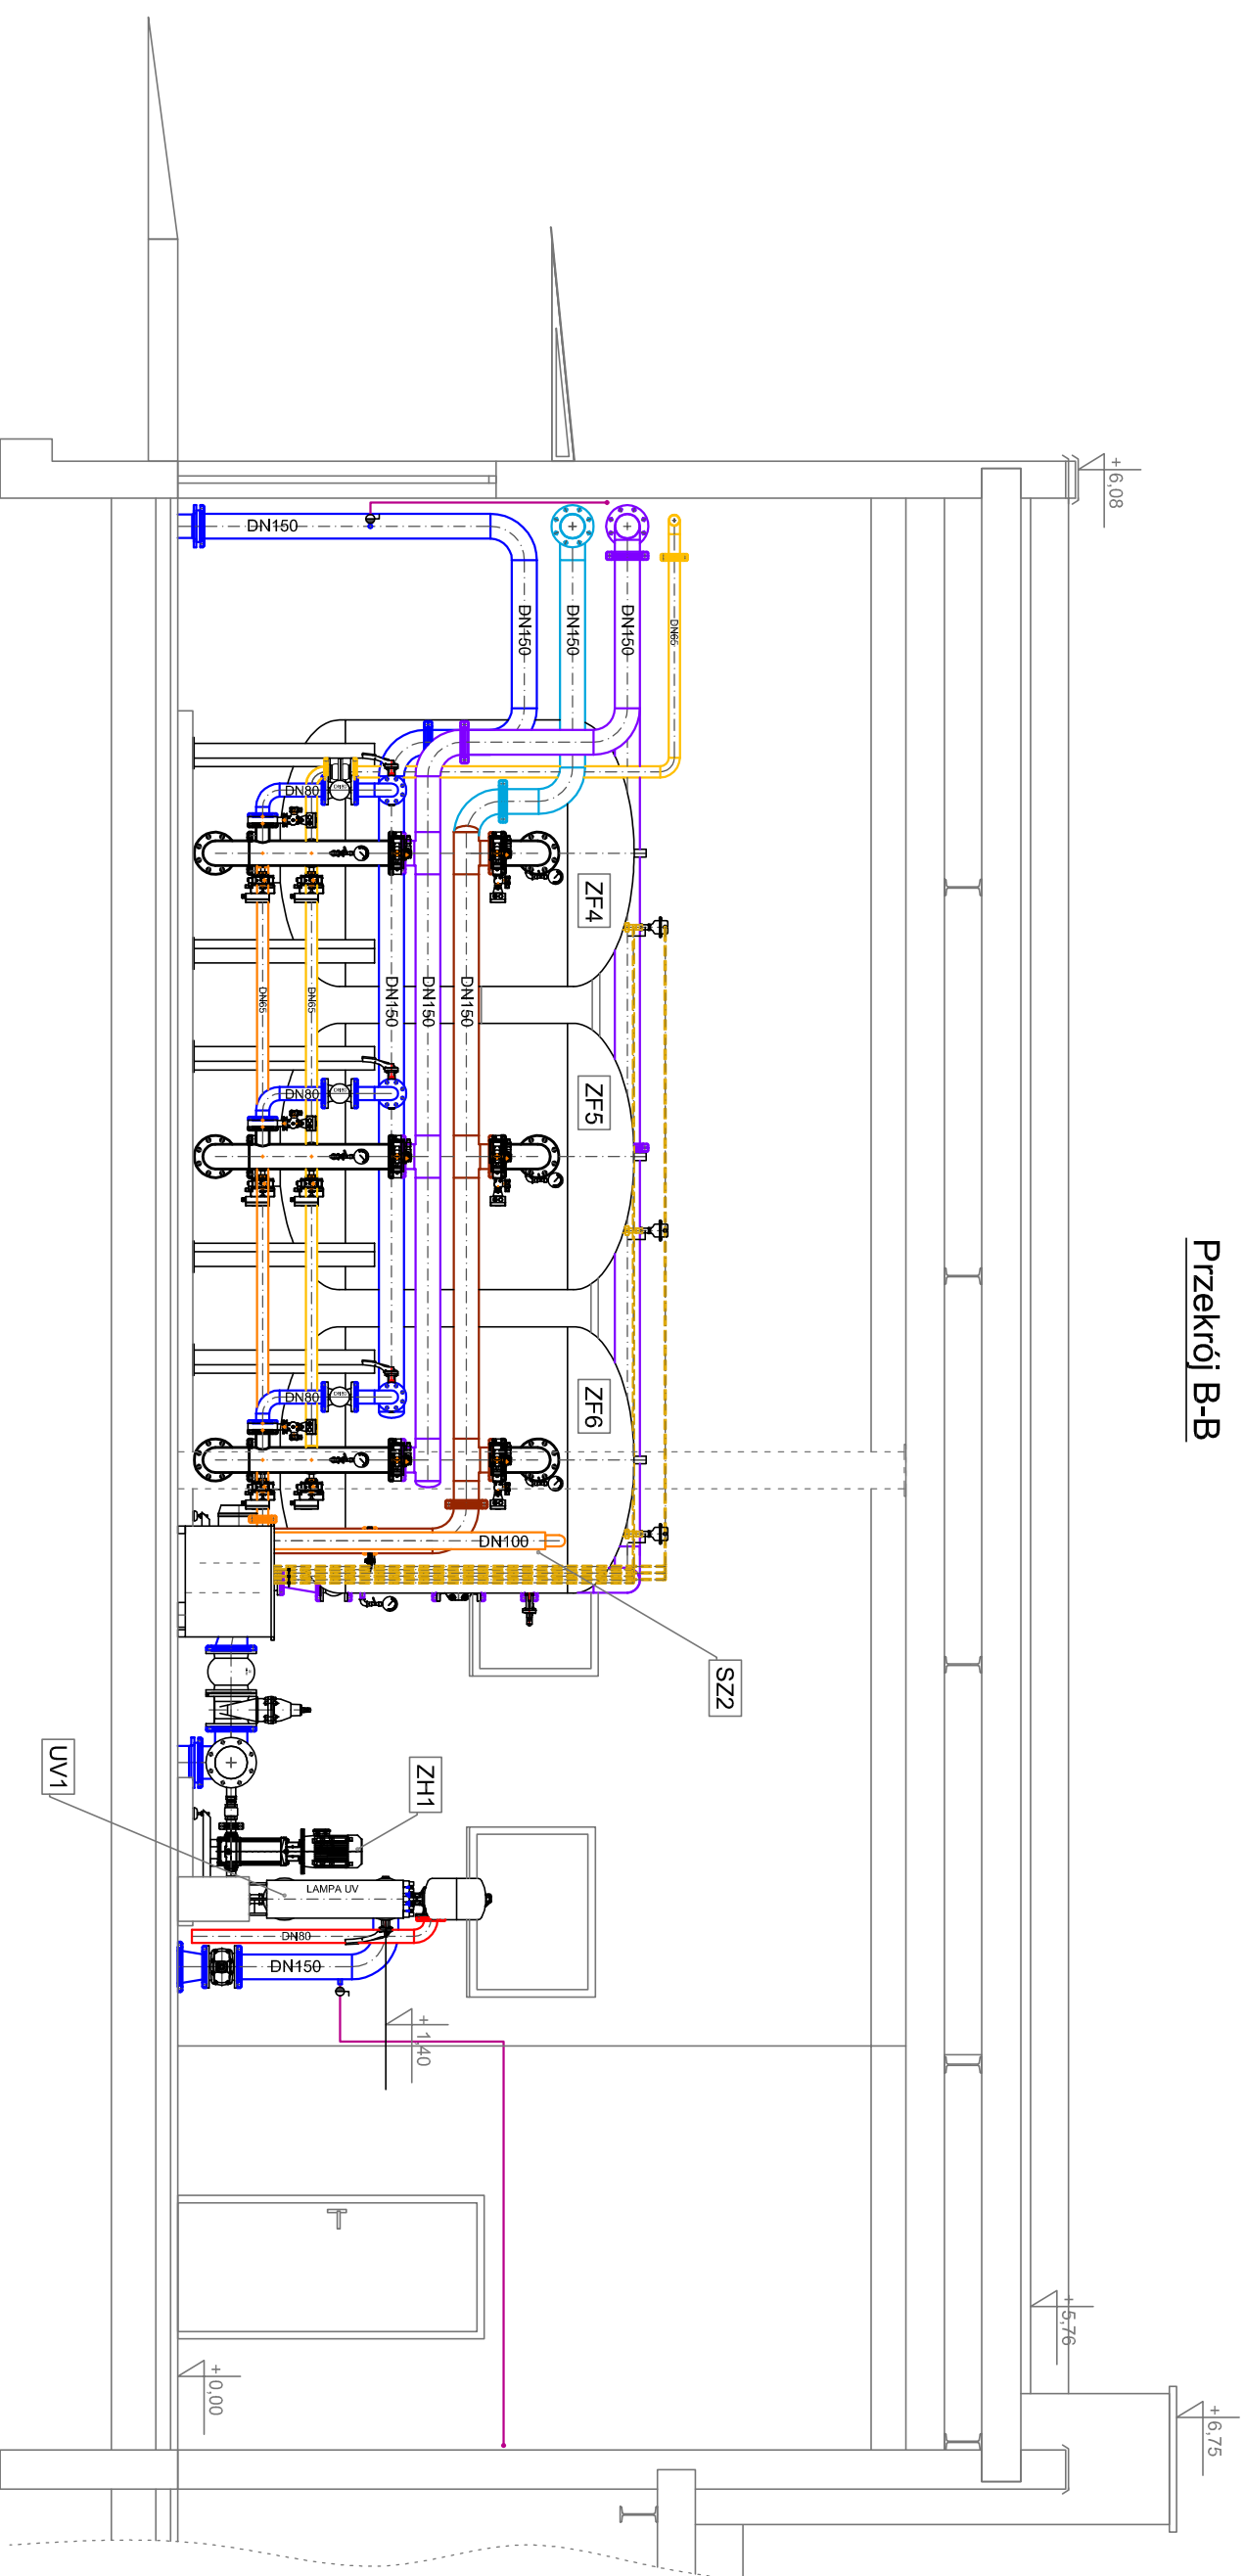 Przekrój B-B
+6,08
+5,76
+6,75
DN65
DN150
DN150
DN150
DN150
ZF4
ZF5
ZF6
DN150
DN150
DN150
DN80
DN80
DN80
DN65
DN65
DN100
SZ2
ZH1
UV1
LAMPA UV
DN80
DN150
+1,40
+0,00